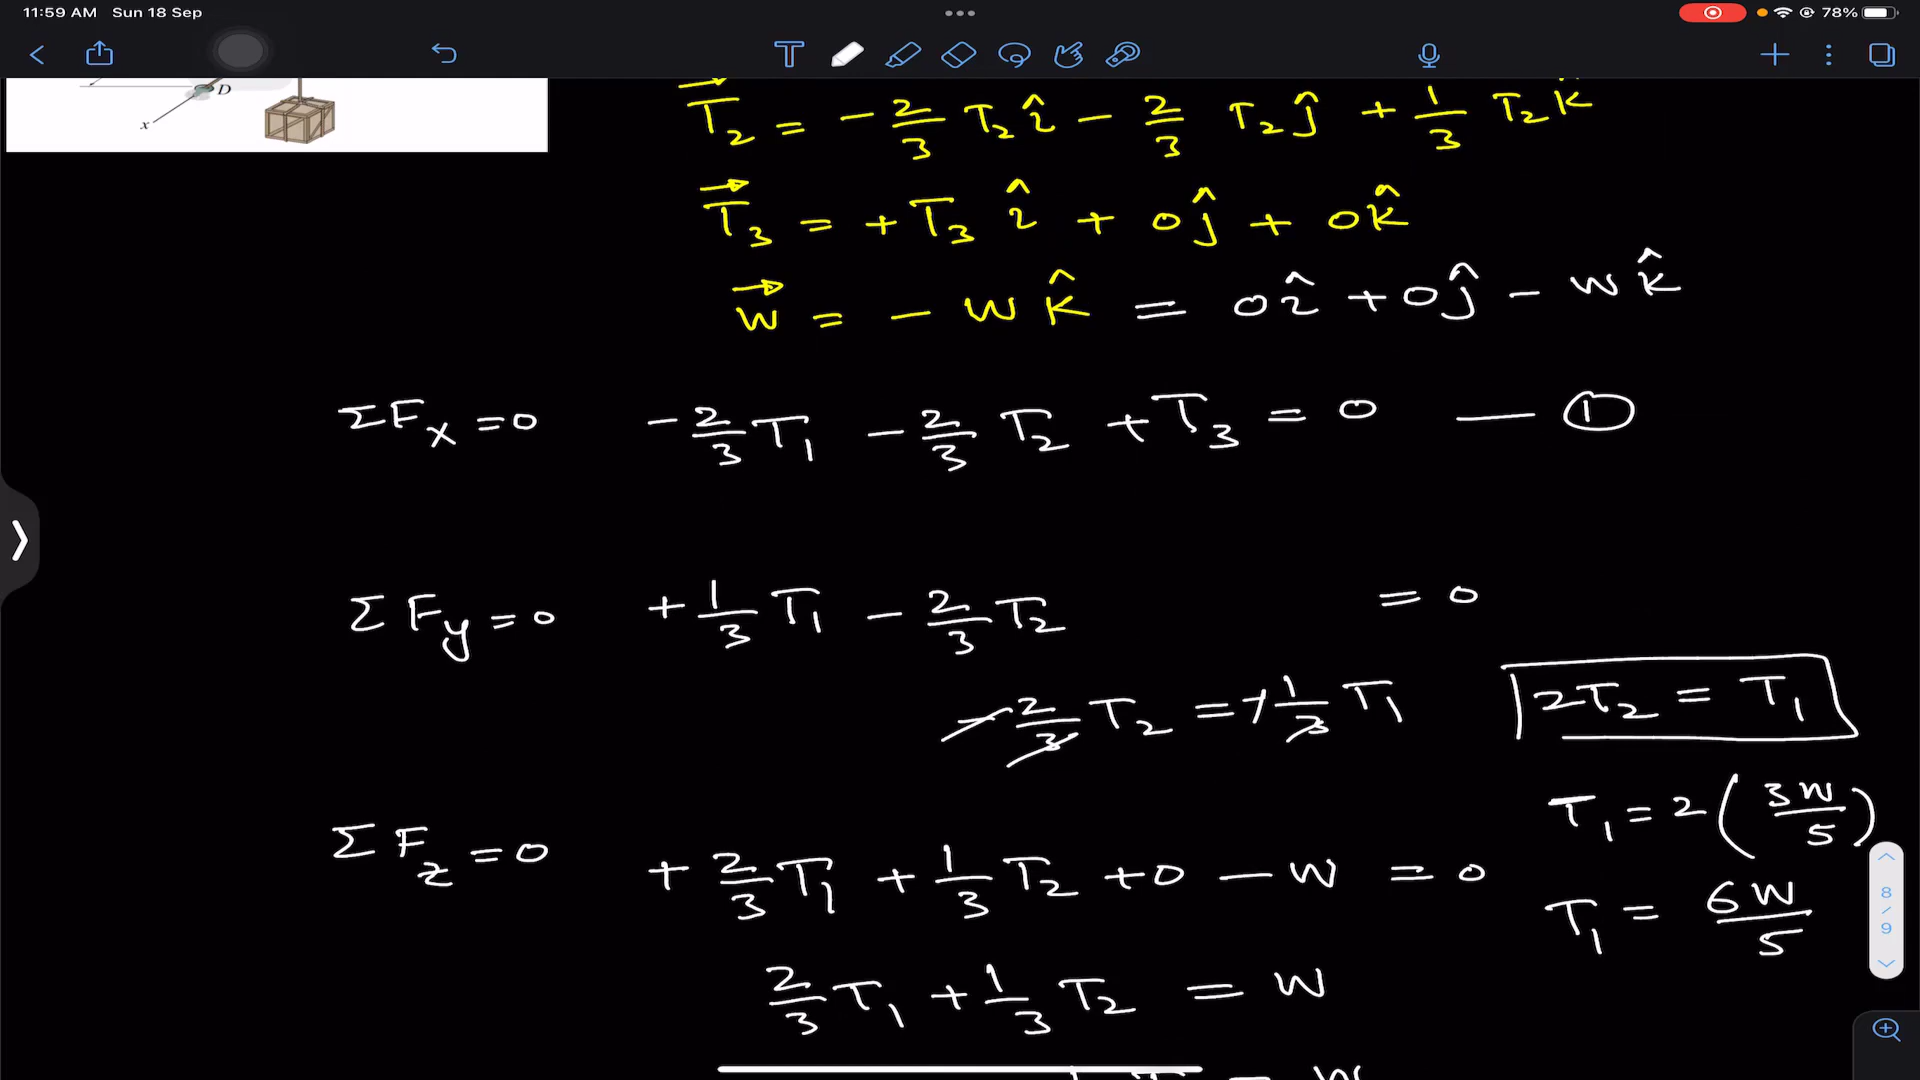 11:59 AM Sun 18 Sep
78%
D
x
T₂⃗ = - 2/3 T₂ î - 2/3 T₂ ĵ + 1/3 T₂ k̂
T₃⃗ = + T₃ î + 0ĵ + 0k̂
w⃗ = - w k̂ = 0î + 0ĵ - w k̂
ΣFx = 0 - 2/3 T₁ - 2/3 T₂ + T₃ = 0 — ①
ΣFy = 0 + 1/3 T₁ - 2/3 T₂ = 0
- 2/3 T₂ = + 1/3 T₁ 2T₂ = T₁
T₁ = 2 (3w/5)
ΣFz = 0 + 2/3 T₁ + 1/3 T₂ + 0 - w = 0
T₁ = 6w/5
2/3 T₁ + 1/3 T₂ = w
8/9
= w